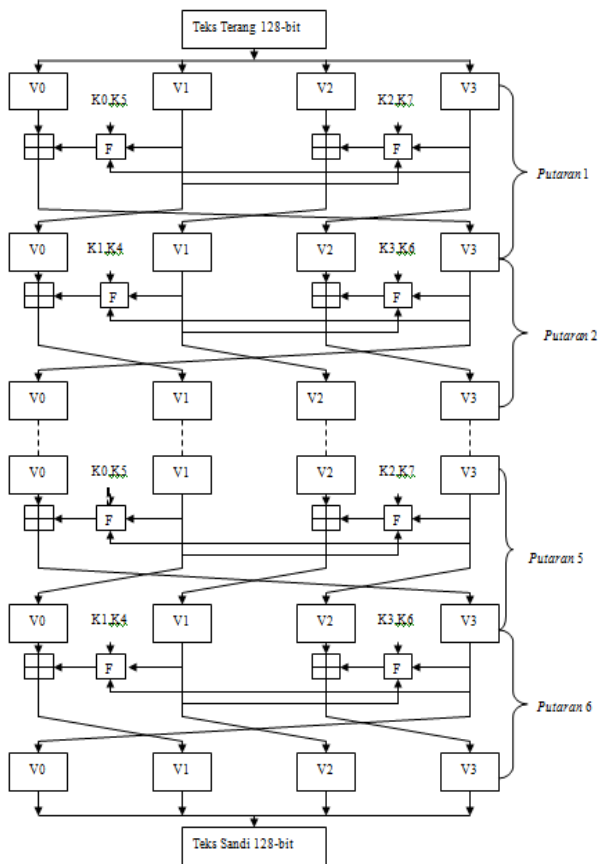 Teks Terang 128-bit
V0 V1 V2 V3
K0,K5 K2,K7
F F
Putaran 1
V0 V1 V2 V3
K1,K4 K3,K6
F F
Putaran 2
V0 V1 V2 V3
V0 V1 V2 V3
K0,K5 K2,K7
F F
Putaran 5
V0 V1 V2 V3
K1,K4 K3,K6
F F
Putaran 6
V0 V1 V2 V3
Teks Sandi 128-bit